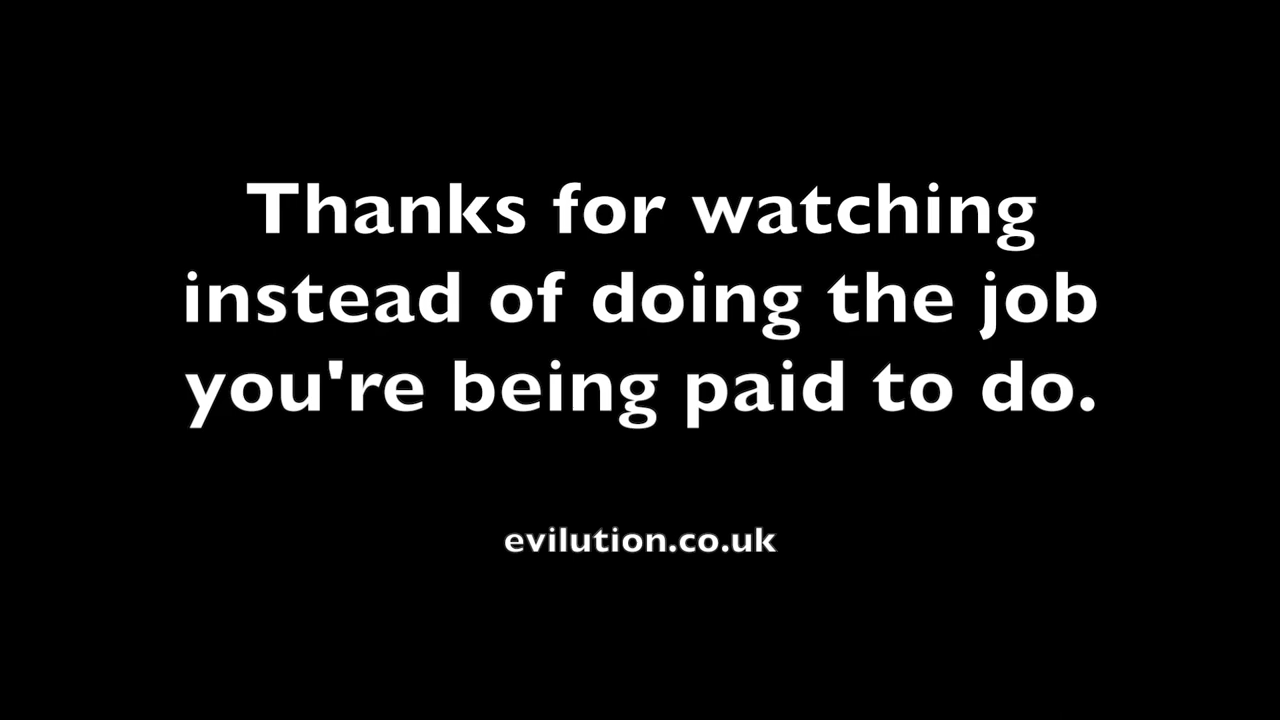 Thanks for watching
instead of doing the job
you're being paid to do.
evilution.co.uk